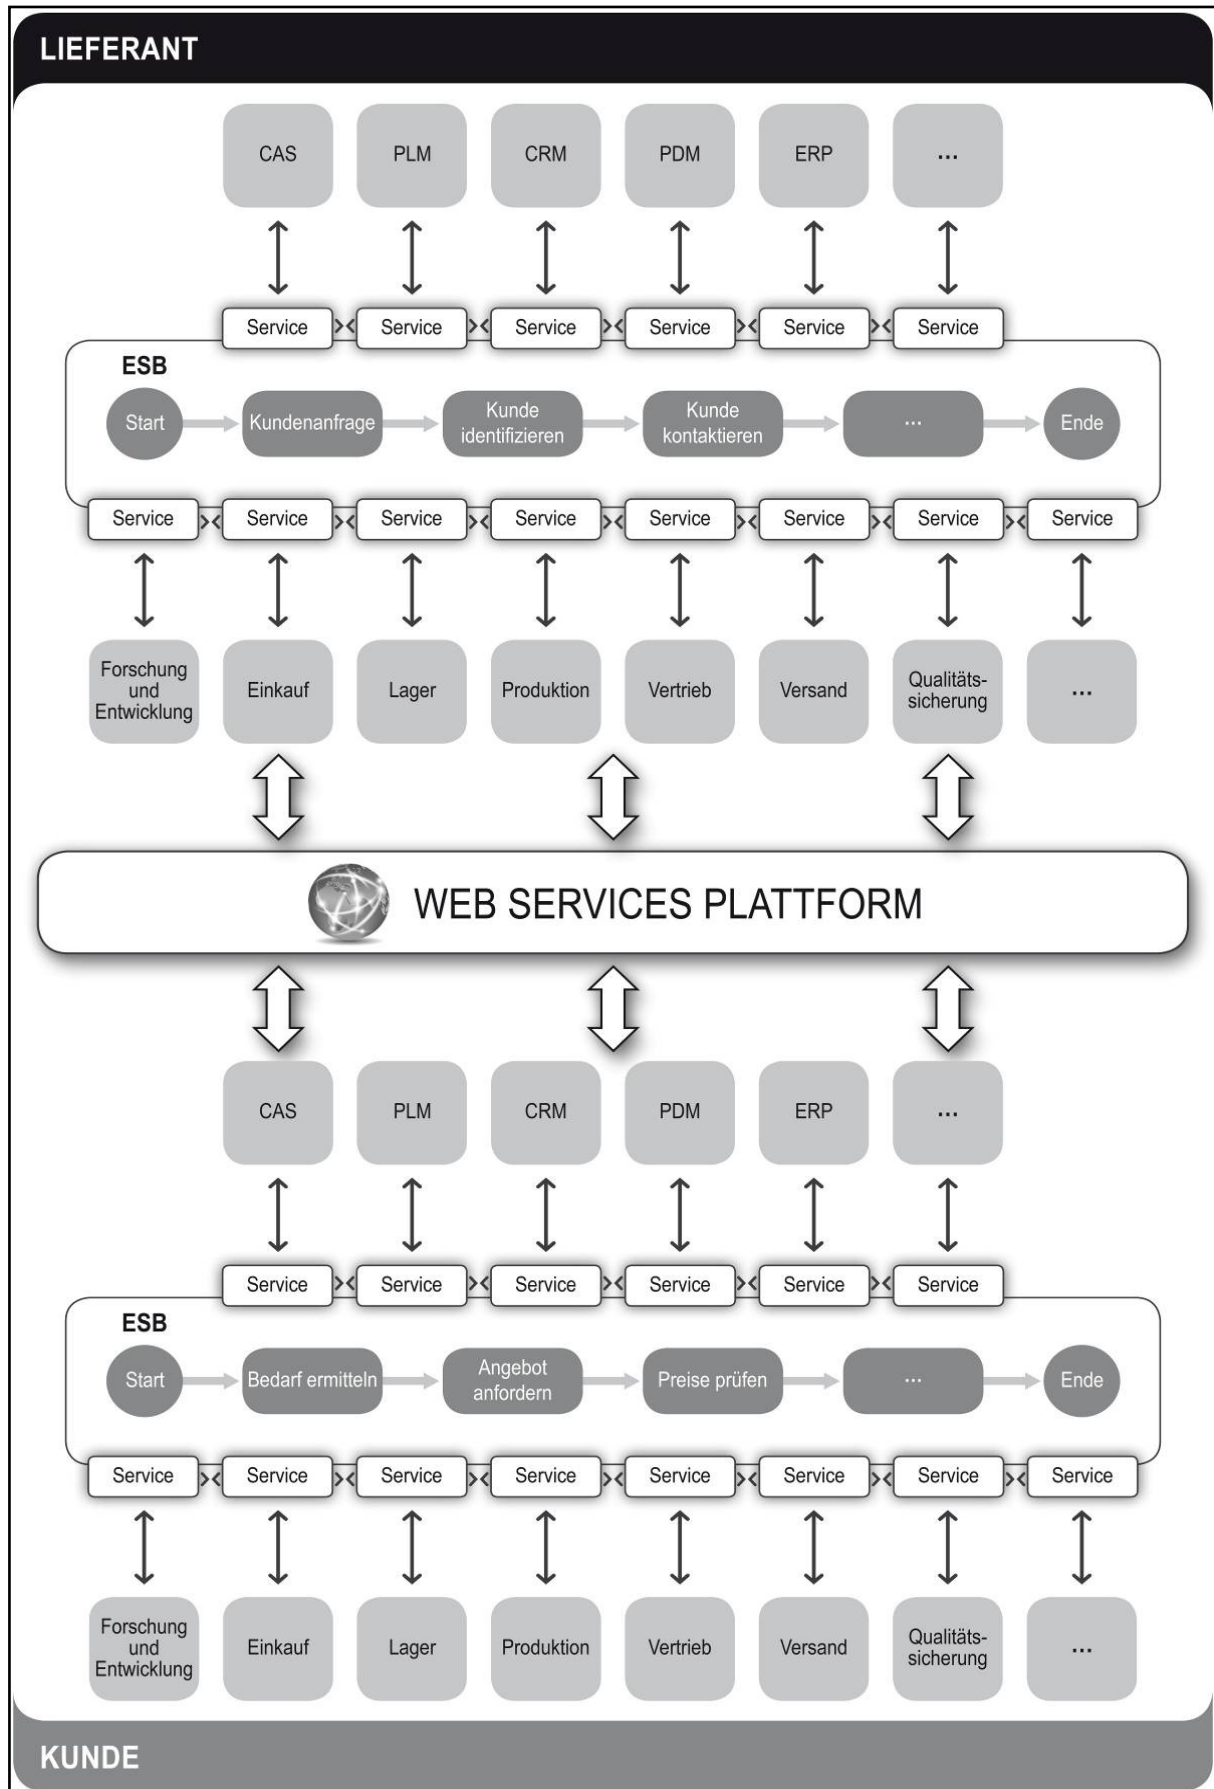 LIEFERANT
CAS PLM CRM PDM ERP ...
Service Service Service Service Service Service
ESB
Start Kundenanfrage Kunde identifizieren Kunde kontaktieren ... Ende
Service Service Service Service Service Service Service Service
Forschung und Entwicklung Einkauf Lager Produktion Vertrieb Versand Qualitäts-sicherung ...
WEB SERVICES PLATTFORM
CAS PLM CRM PDM ERP ...
Service Service Service Service Service Service
ESB
Start Bedarf ermitteln Angebot anfordern Preise prüfen ... Ende
Service Service Service Service Service Service Service Service
Forschung und Entwicklung Einkauf Lager Produktion Vertrieb Versand Qualitäts-sicherung ...
KUNDE